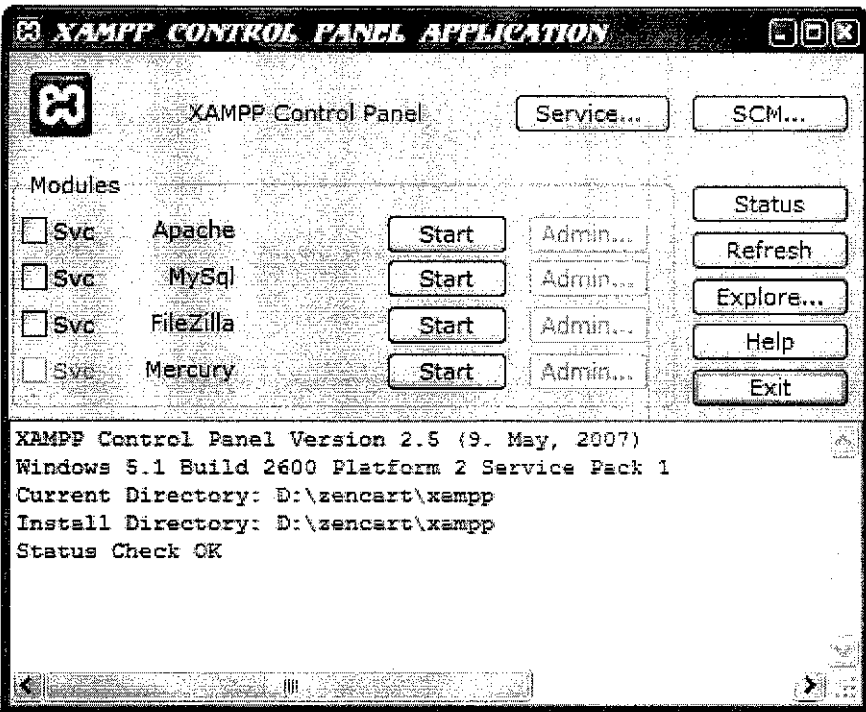 XAMPP CONTROL PANEL APPLICATION
XAMPP Control Panel Service... SCM...
Modules
Status
Svc Apache Start Admin...
Refresh
Svc MySql Start Admin...
Explore...
Svc FileZilla Start Admin...
Help
Svc Mercury Start Admin...
Exit
XAMPP Control Panel Version 2.5 (9. May, 2007)
Windows 5.1 Build 2600 Platform 2 Service Pack 1
Current Directory: D:\zencart\xampp
Install Directory: D:\zencart\xampp
Status Check OK